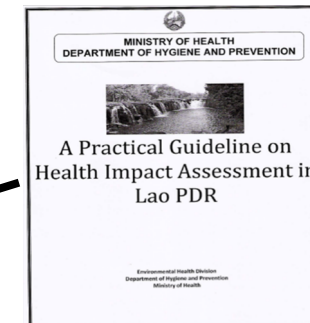 MINISTRY OF HEALTH
DEPARTMENT OF HYGIENE AND PREVENTION
A Practical Guideline on
Health Impact Assessment in
Lao PDR
Environmental Health Division
Department of Hygiene and Prevention
Ministry of Health